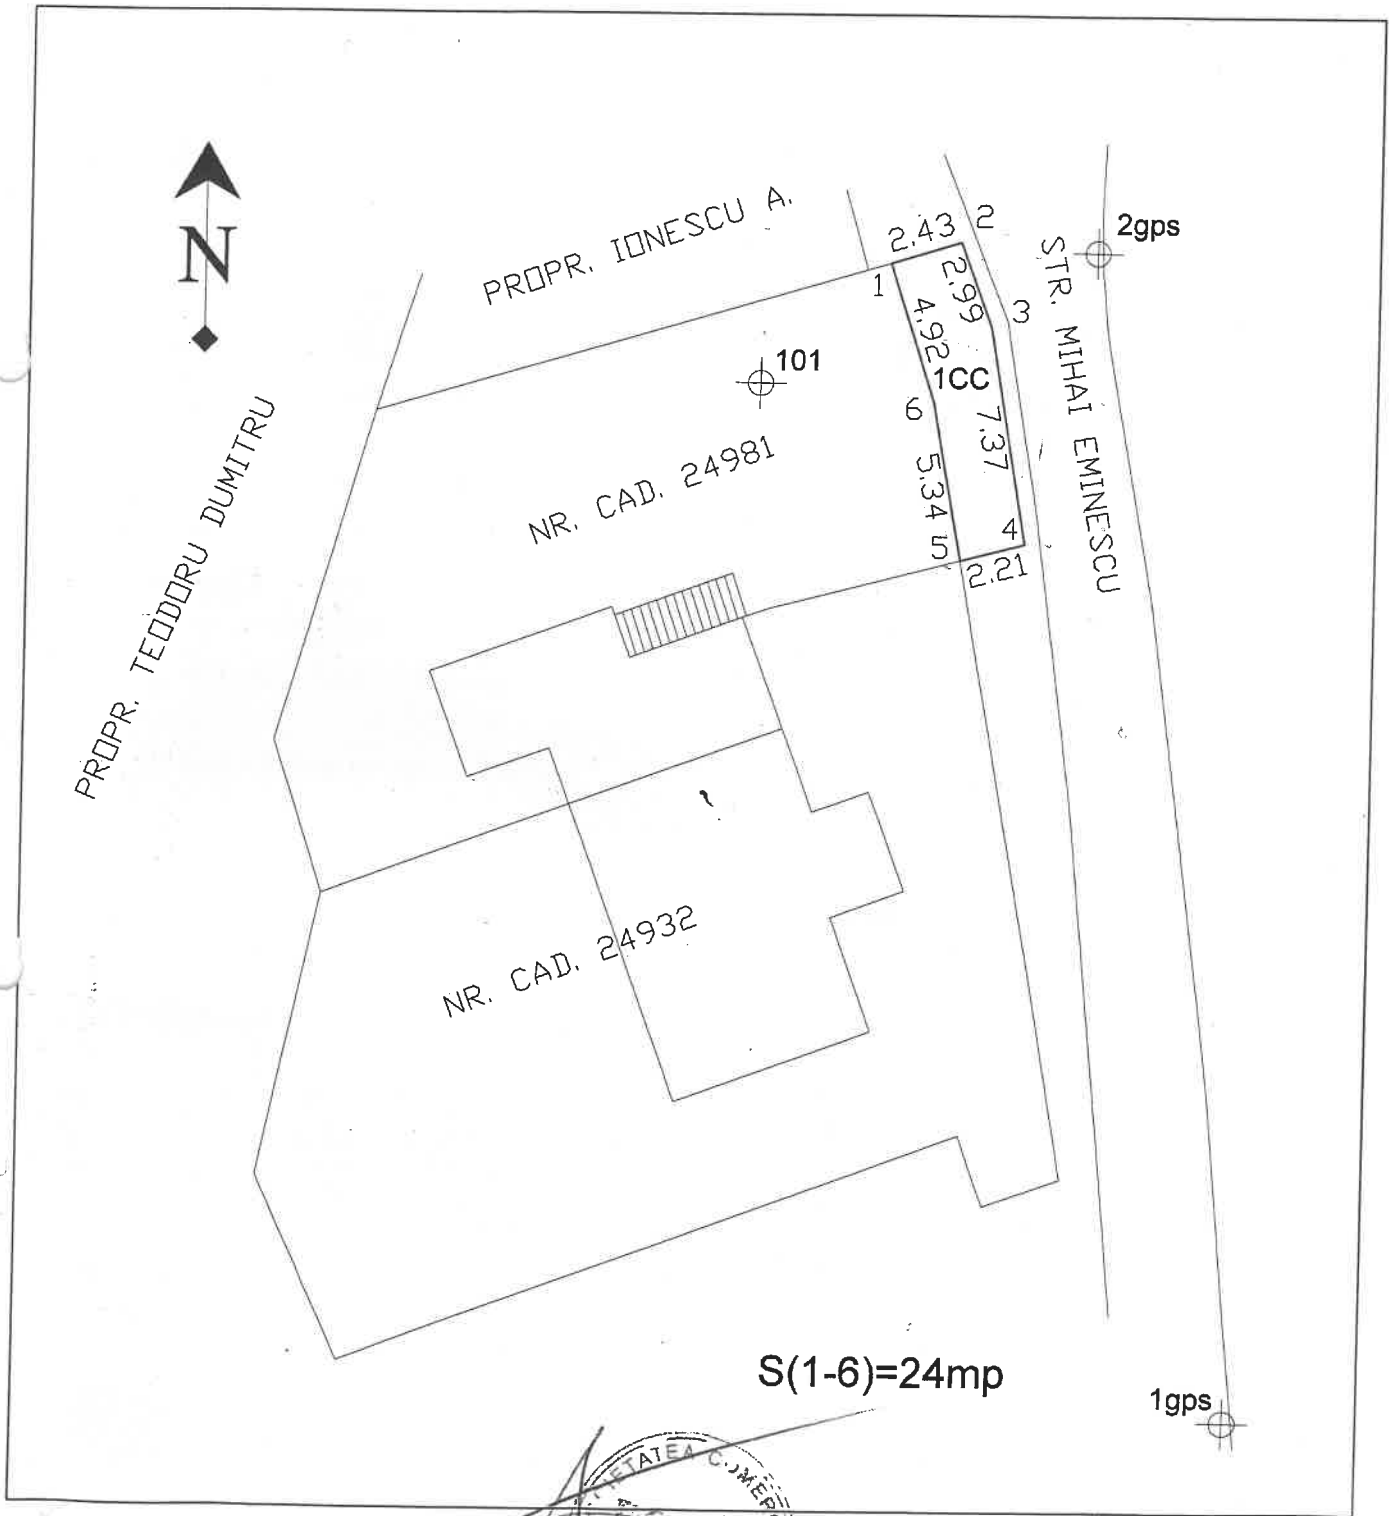 N
PROPR. IONESCU A.
2.43
2
2gps
STR. MIHAI EMINESCU
1
2.99
3
4.92
101
1CC
6
7.37
PROPR. TEODORU DUMITRU
NR. CAD. 24981
5.34
4
5
2.21
NR. CAD. 24932
S(1-6)=24mp
1gps